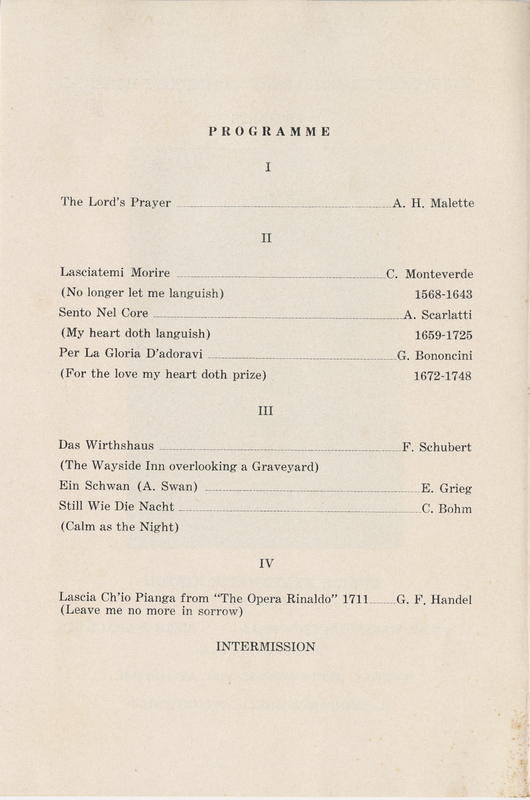 PROGRAMME
I
The Lord's Prayer A. H. Malette
II
Lasciatemi Morire C. Monteverde
(No longer let me languish) 1568-1643
Sento Nel Core A. Scarlatti
(My heart doth languish) 1659-1725
Per La Gloria D'adoravi G. Bononcini
(For the love my heart doth prize) 1672-1748
III
Das Wirthshaus F. Schubert
(The Wayside Inn overlooking a Graveyard)
Ein Schwan (A. Swan) E. Grieg
Still Wie Die Nacht C. Bohm
(Calm as the Night)
IV
Lascia Ch'io Pianga from "The Opera Rinaldo" 1711 G. F. Handel
(Leave me no more in sorrow)
INTERMISSION